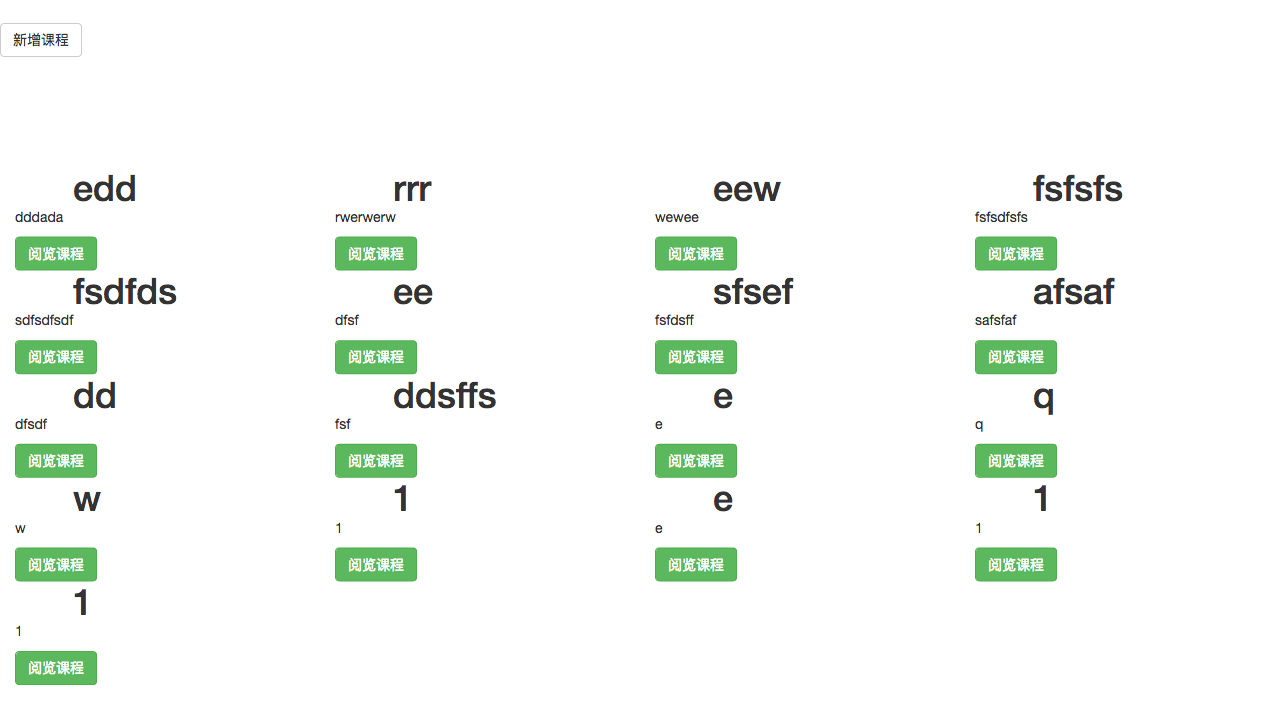 新增课程
edd
rrr
eew
fsfsfs
dddada
rwerwerw
wewee
fsfsdfsfs
阅览课程
阅览课程
阅览课程
阅览课程
fsdfds
ee
sfsef
afsaf
sdfsdfsdf
dfsf
fsfdsff
safsfaf
阅览课程
阅览课程
阅览课程
阅览课程
dd
ddsffs
e
q
dfsdf
fsf
e
q
阅览课程
阅览课程
阅览课程
阅览课程
w
1
e
1
w
1
e
1
阅览课程
阅览课程
阅览课程
阅览课程
1
1
阅览课程